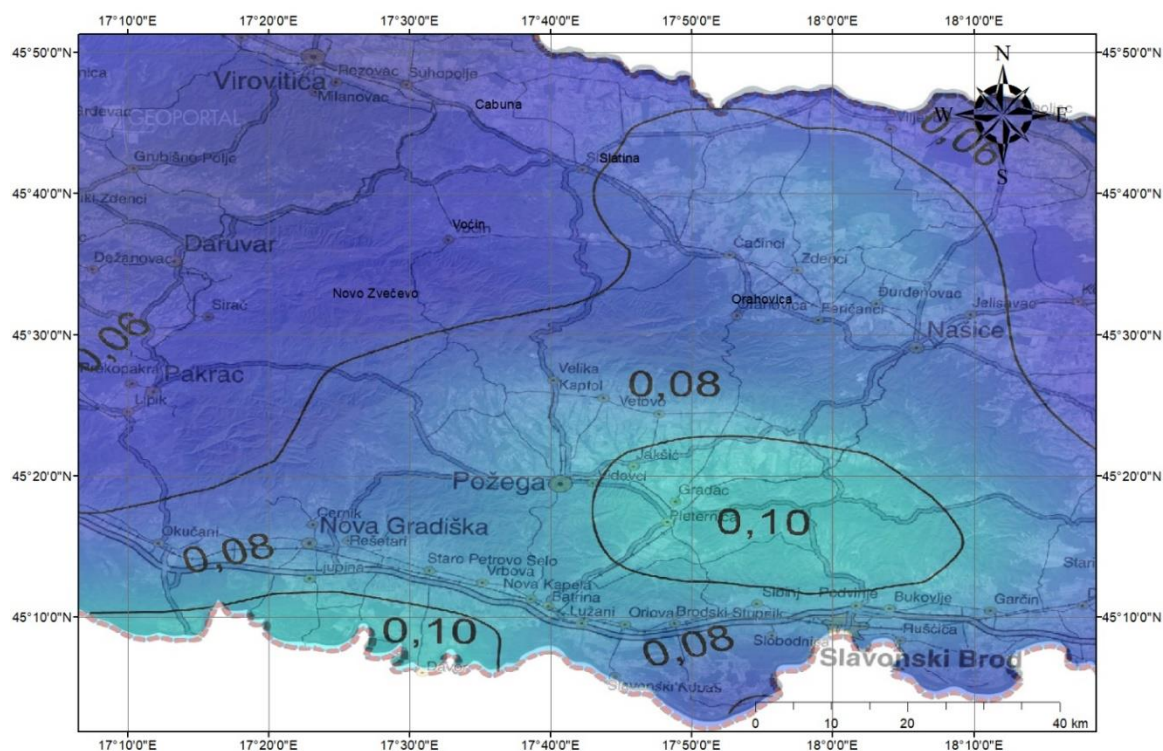 17°10'0"E 17°20'0"E 17°30'0"E 17°40'0"E 17°50'0"E 18°0'0"E 18°10'0"E
45°50'0"N 45°50'0"N
N
Virovitica
Rezovac
Suhopolje
Milanovac
Cabuna
GEOPORTAL
W E
S
0,06
Slatina
Grubišno Polje
45°40'0"N 45°40'0"N
Voćin
Voćin
Daruvar
Dežanovac
Čačinci
Zdenci
Novo Zvečevo
Orahovica
Orahovica
Đurđenovac
Feričanci
Jelisavac
Sirač
Našice
45°30'0"N 45°30'0"N
0,06
Prekopakra
Pakrac
Lipik
Velika
Kaptol
0,08
Vetovo
Jakšić
45°20'0"N 45°20'0"N
Požega
Vidovci
Gradac
Pleternica
0,10
Okučani
Cernik
Nova Gradiška
Rešetari
0,08
Ljupina
Staro Petrovo Selo
Vrbova
Nova Kapela
Batrina
Lužani
Oriovac
Brodski Stupnik
Sibinj
Podvinje
Bukovlje
Garčin
45°10'0"N 45°10'0"N
0,10
0,08
Slobodnica
Ruščica
Slavonski Brod
Davor
Slavonski Kobaš
0 10 20 40 km
17°10'0"E 17°20'0"E 17°30'0"E 17°40'0"E 17°50'0"E 18°0'0"E 18°10'0"E